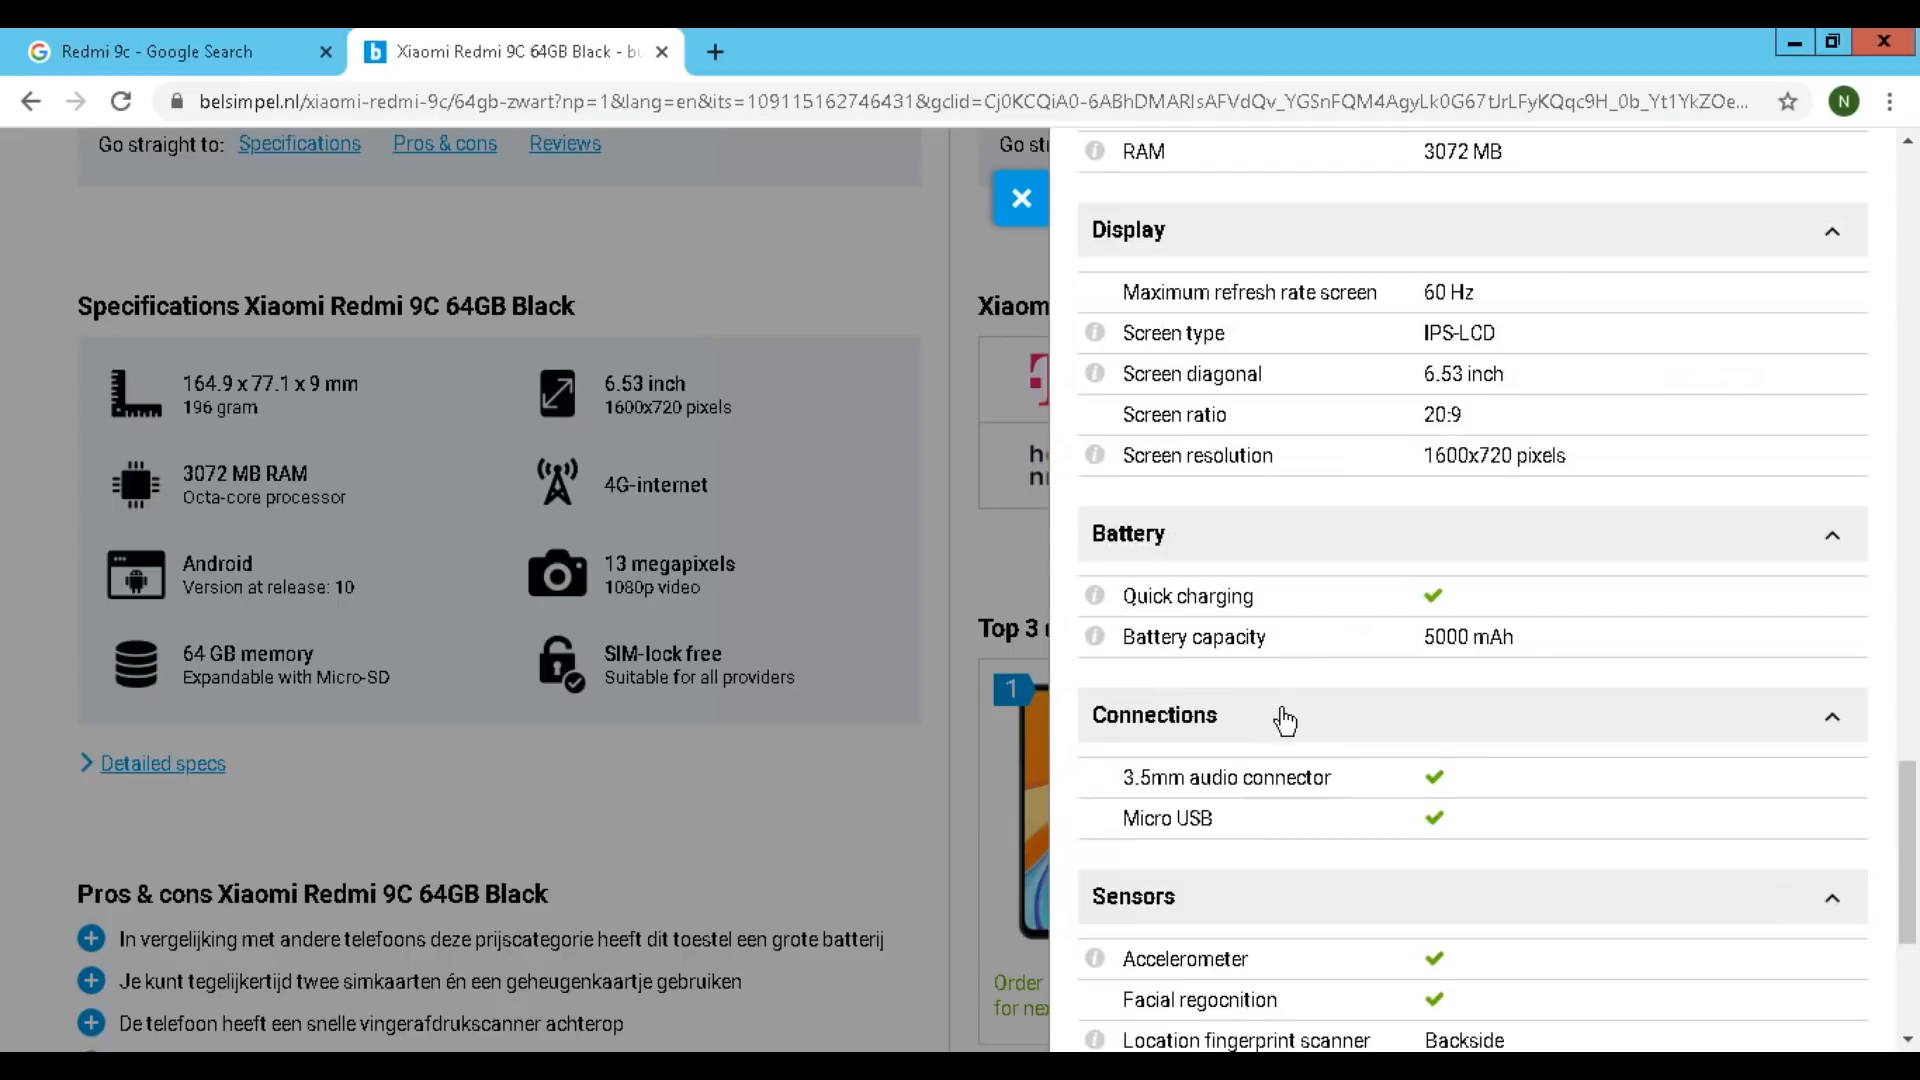 Redmi 9c - Google Search
Xiaomi Redmi 9C 64GB Black - bu
belsimpel.nl/xiaomi-redmi-9c/64gb-zwart?np=1&lang=en&its=109115162746431&gclid=Cj0KCQiA0-6ABhDMARIsAFVdQv_YGSnFQM4AgyLk0G67tJrLFyKQqc9H_0b_Yt1YkZOe...
N
Go straight to: Specifications Pros & cons Reviews
Specifications Xiaomi Redmi 9C 64GB Black
164.9 x 77.1 x 9 mm
196 gram
6.53 inch
1600x720 pixels
3072 MB RAM
Octa-core processor
4G-internet
Android
Version at release: 10
13 megapixels
1080p video
64 GB memory
Expandable with Micro-SD
SIM-lock free
Suitable for all providers
Detailed specs
Pros & cons Xiaomi Redmi 9C 64GB Black
In vergelijking met andere telefoons deze prijscategorie heeft dit toestel een grote batterij
Je kunt tegelijkertijd twee simkaarten én een geheugenkaartje gebruiken
De telefoon heeft een snelle vingerafdrukscanner achterop
Go str
Xiaom
Top 3
1
Order
for nex
RAM 3072 MB
Display
Maximum refresh rate screen 60 Hz
Screen type IPS-LCD
Screen diagonal 6.53 inch
Screen ratio 20:9
Screen resolution 1600x720 pixels
Battery
Quick charging
Battery capacity 5000 mAh
Connections
3.5mm audio connector
Micro USB
Sensors
Accelerometer
Facial regocnition
Location fingerprint scanner Backside